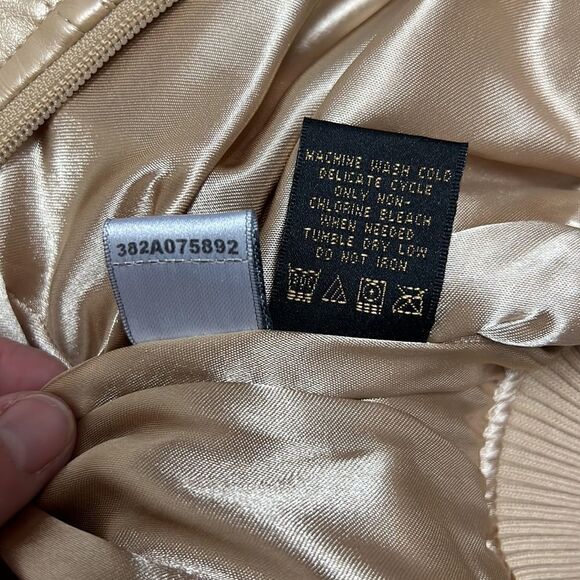 382A075892
MACHINE WASH COLD
DELICATE CYCLE
ONLY NON-
CHLORINE BLEACH
WHEN NEEDED
TUMBLE DRY LOW
DO NOT IRON